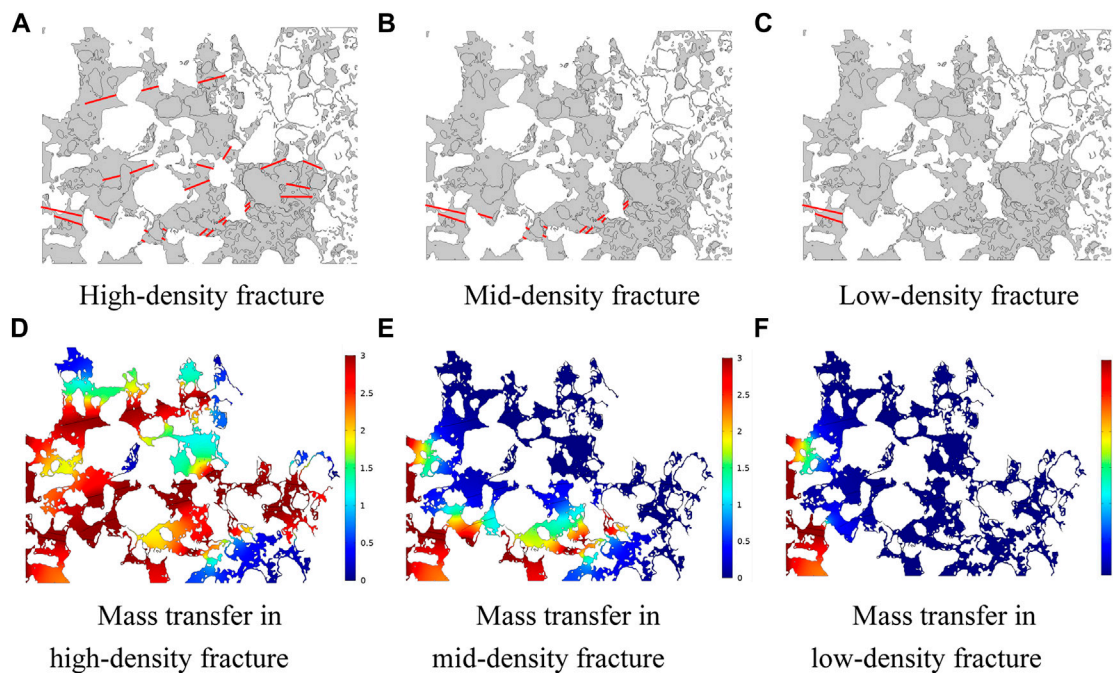 A
B
C
High-density fracture
Mid-density fracture
Low-density fracture
D
E
F
3
2.5
2
1.5
1
0.5
0
3
2.5
2
1.5
1
0.5
0
Mass transfer in
high-density fracture
Mass transfer in
mid-density fracture
Mass transfer in
low-density fracture